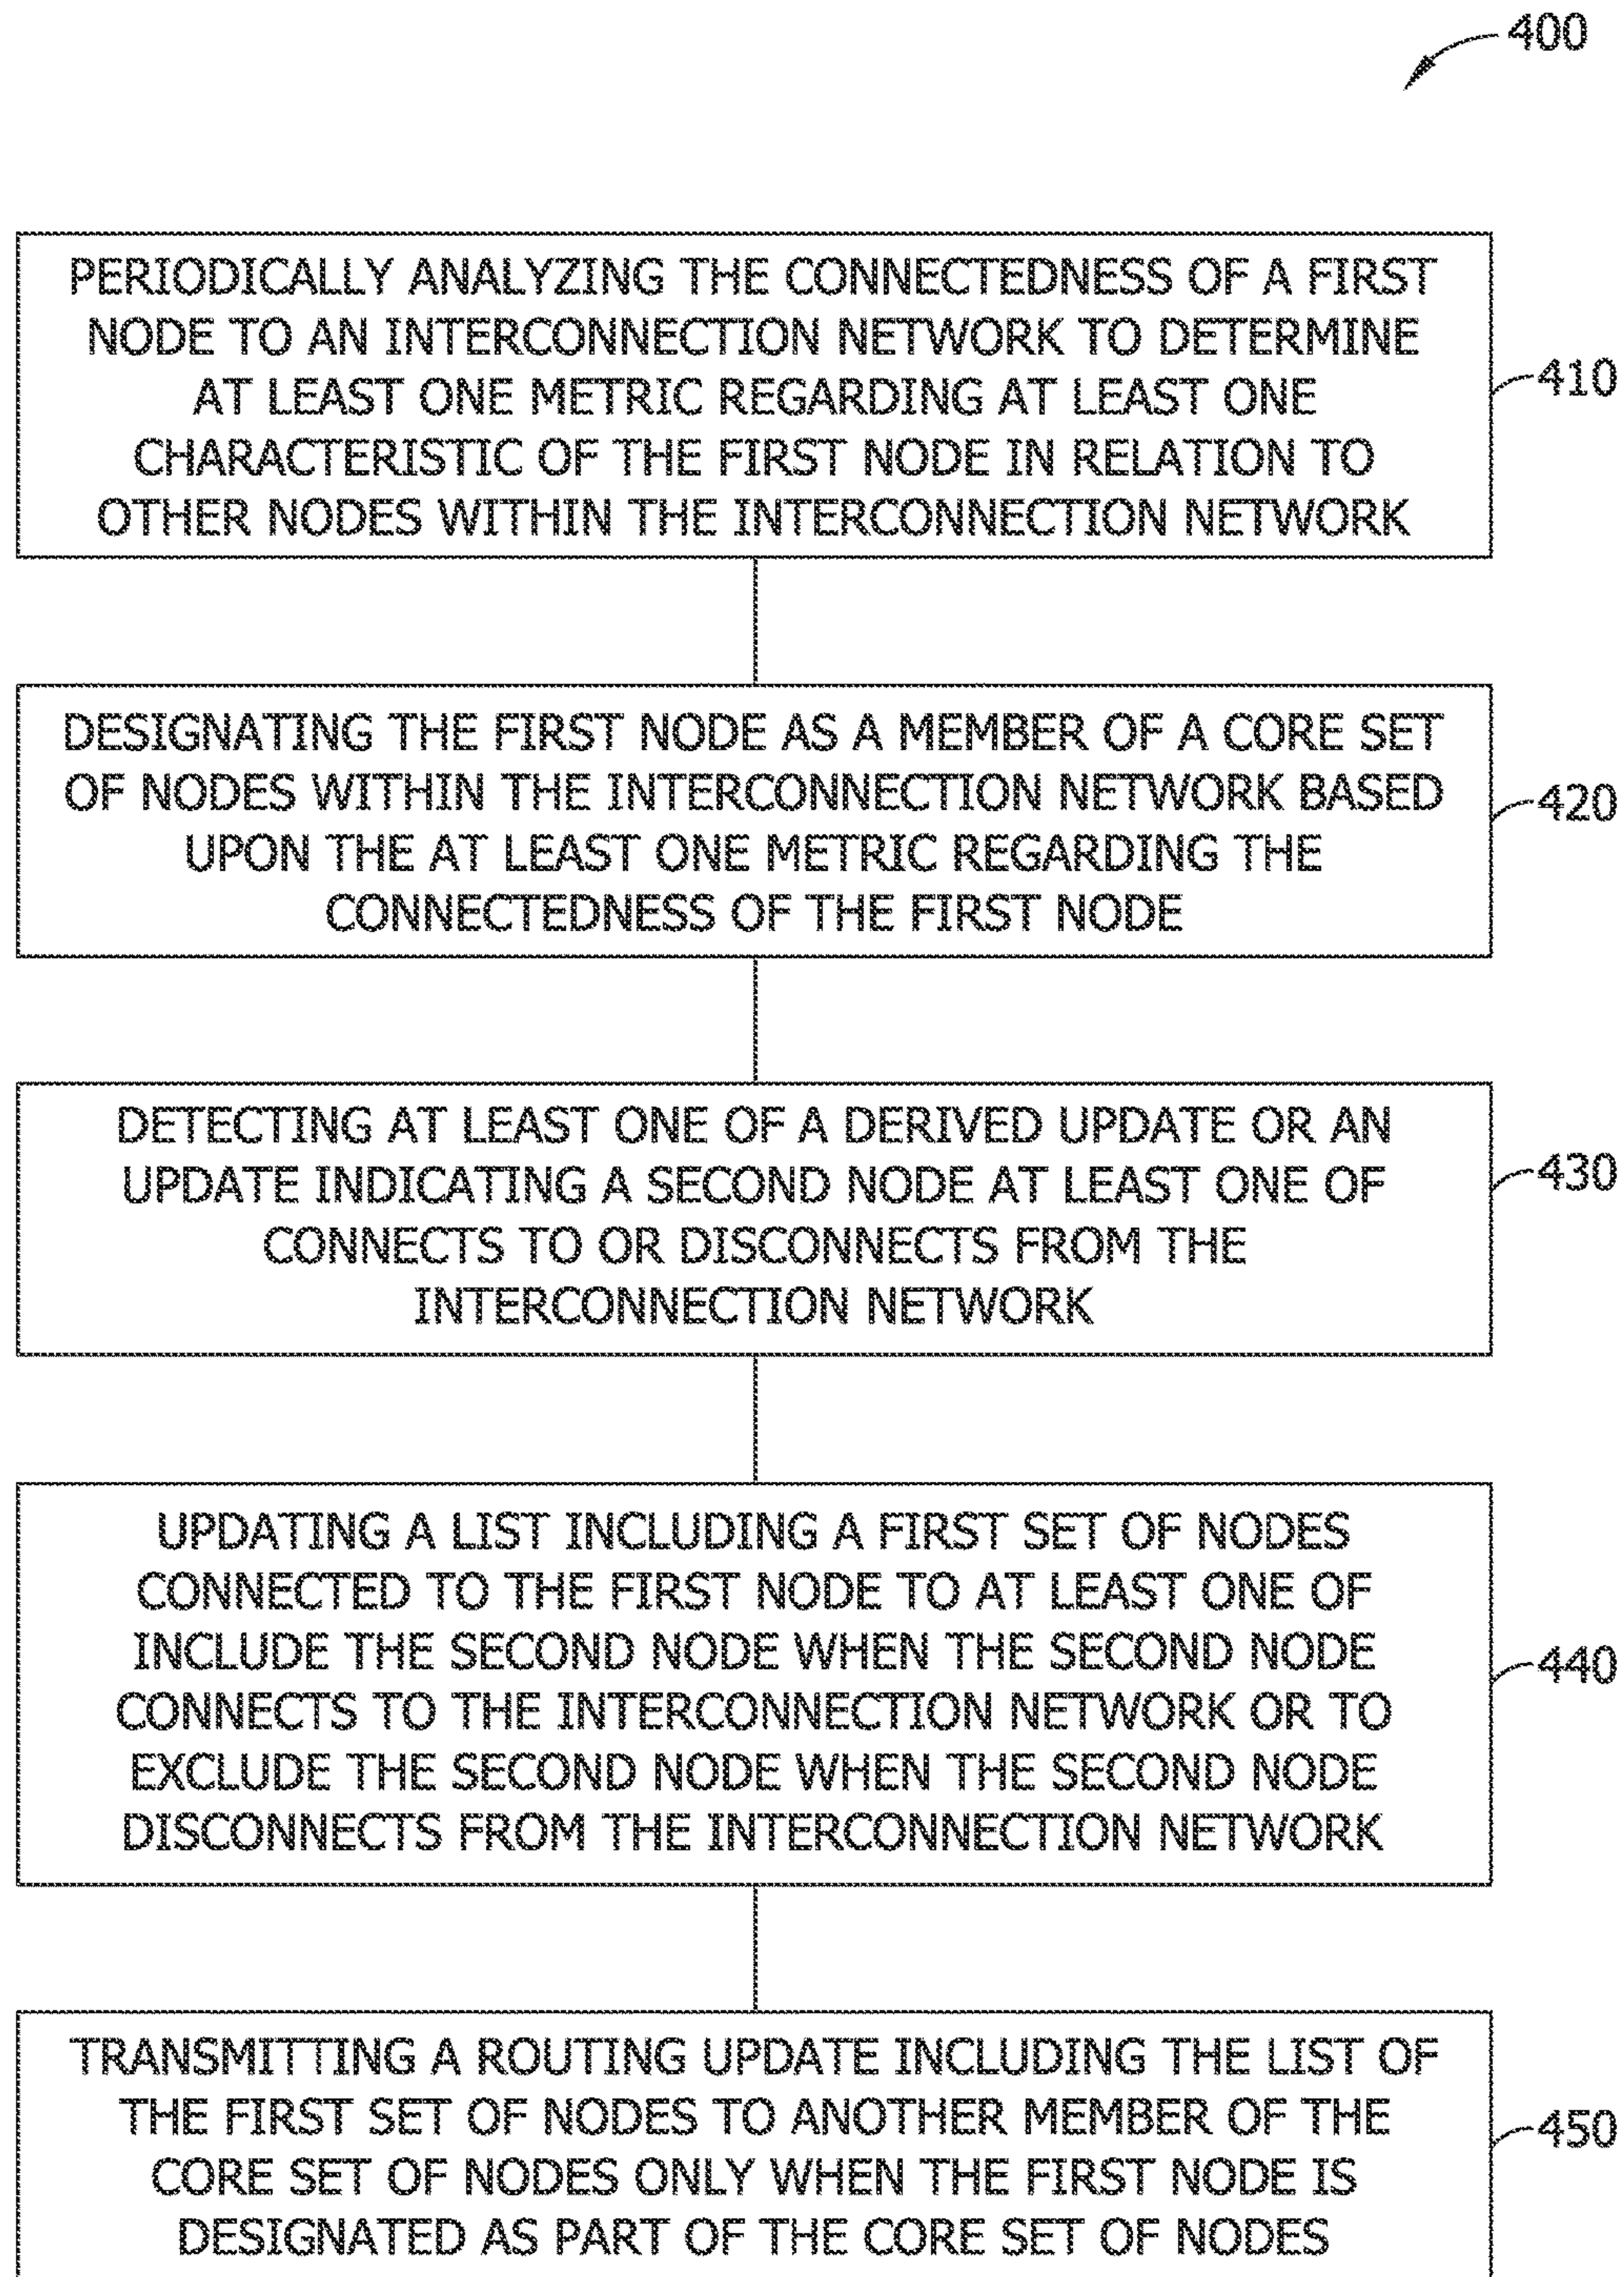 400
PERIODICALLY ANALYZING THE CONNECTEDNESS OF A FIRST
NODE TO AN INTERCONNECTION NETWORK TO DETERMINE
AT LEAST ONE METRIC REGARDING AT LEAST ONE
CHARACTERISTIC OF THE FIRST NODE IN RELATION TO
OTHER NODES WITHIN THE INTERCONNECTION NETWORK
410
DESIGNATING THE FIRST NODE AS A MEMBER OF A CORE SET
OF NODES WITHIN THE INTERCONNECTION NETWORK BASED
UPON THE AT LEAST ONE METRIC REGARDING THE
CONNECTEDNESS OF THE FIRST NODE
420
DETECTING AT LEAST ONE OF A DERIVED UPDATE OR AN
UPDATE INDICATING A SECOND NODE AT LEAST ONE OF
CONNECTS TO OR DISCONNECTS FROM THE
INTERCONNECTION NETWORK
430
UPDATING A LIST INCLUDING A FIRST SET OF NODES
CONNECTED TO THE FIRST NODE TO AT LEAST ONE OF
INCLUDE THE SECOND NODE WHEN THE SECOND NODE
CONNECTS TO THE INTERCONNECTION NETWORK OR TO
EXCLUDE THE SECOND NODE WHEN THE SECOND NODE
DISCONNECTS FROM THE INTERCONNECTION NETWORK
440
TRANSMITTING A ROUTING UPDATE INCLUDING THE LIST OF
THE FIRST SET OF NODES TO ANOTHER MEMBER OF THE
CORE SET OF NODES ONLY WHEN THE FIRST NODE IS
DESIGNATED AS PART OF THE CORE SET OF NODES
450